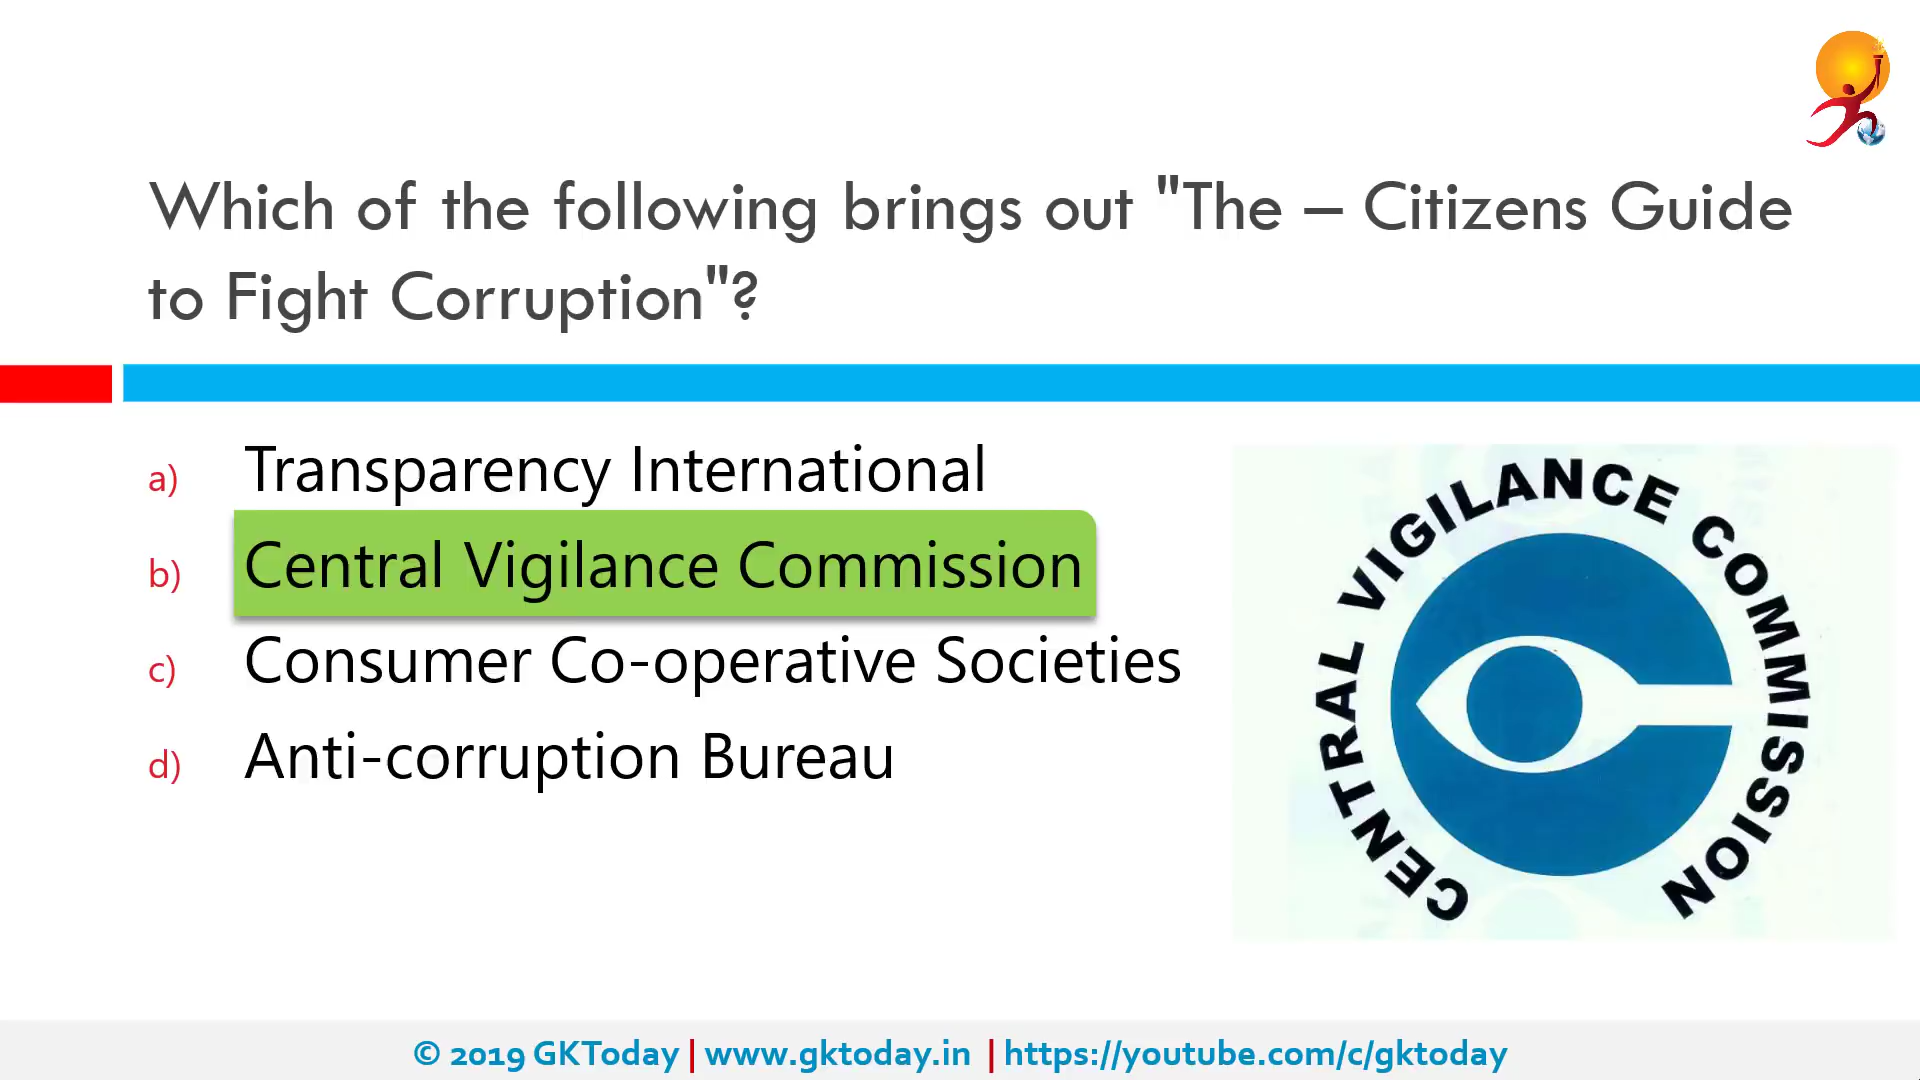 Which of the following brings out "The – Citizens Guide
to Fight Corruption"?
a) Transparency International
b) Central Vigilance Commission
c) Consumer Co-operative Societies
d) Anti-corruption Bureau
CENTRAL VIGILANCE COMMISSION
© 2019 GKToday | www.gktoday.in | https://youtube.com/c/gktoday